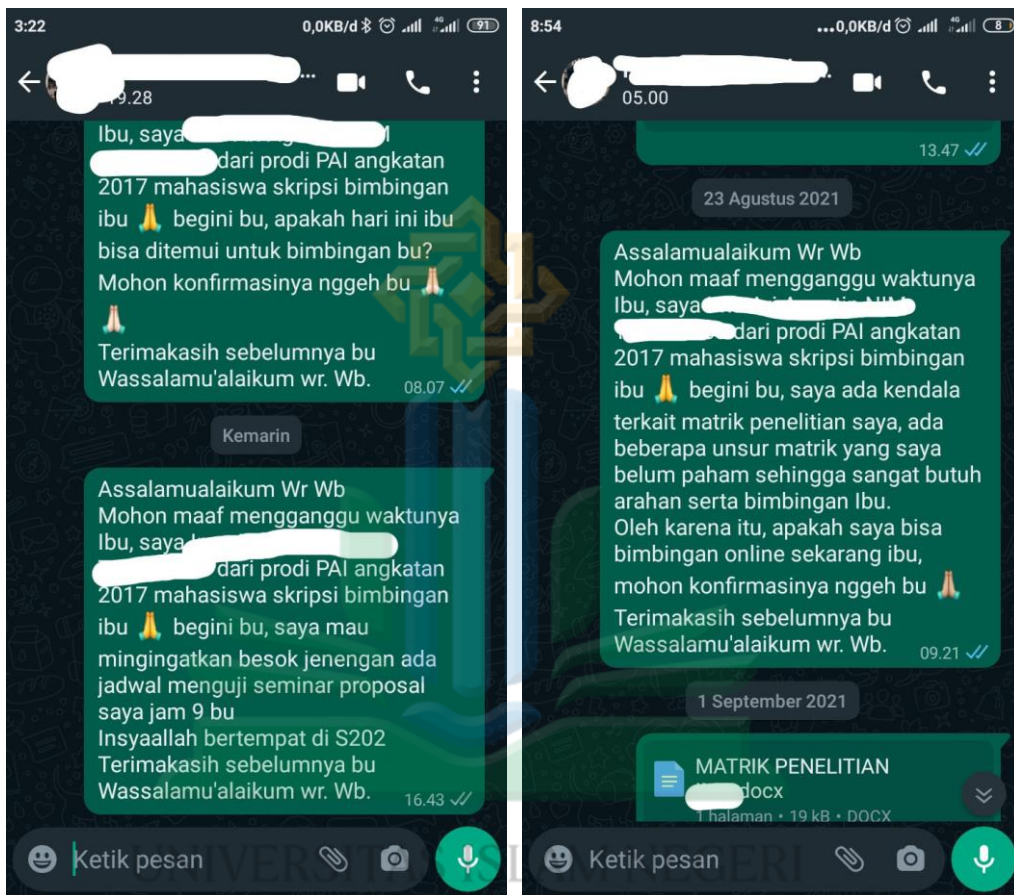 3:22
0,0KB/d
4G
91
...
19.28
Ibu, saya
dari prodi PAI angkatan
2017 mahasiswa skripsi bimbingan
ibu 🙏 begini bu, apakah hari ini ibu
bisa ditemui untuk bimbingan bu?
Mohon konfirmasinya nggeh bu 🙏🏻
🙏🏻
Terimakasih sebelumnya bu
Wassalamu'alaikum wr. Wb.
08.07
Kemarin
Assalamualaikum Wr Wb
Mohon maaf mengganggu waktunya
Ibu, saya
dari prodi PAI angkatan
2017 mahasiswa skripsi bimbingan
ibu 🙏 begini bu, saya mau
mingingatkan besok jenengan ada
jadwal menguji seminar proposal
saya jam 9 bu
Insyaallah bertempat di S202
Terimakasih sebelumnya bu
Wassalamu'alaikum wr. Wb.
16.43
Ketik pesan
8:54
...0,0KB/d
4G
8
05.00
13.47
23 Agustus 2021
Assalamualaikum Wr Wb
Mohon maaf mengganggu waktunya
Ibu, saya
dari prodi PAI angkatan
2017 mahasiswa skripsi bimbingan
ibu 🙏 begini bu, saya ada kendala
terkait matrik penelitian saya, ada
beberapa unsur matrik yang saya
belum paham sehingga sangat butuh
arahan serta bimbingan Ibu.
Oleh karena itu, apakah saya bisa
bimbingan online sekarang ibu,
mohon konfirmasinya nggeh bu 🙏🏻
Terimakasih sebelumnya bu
Wassalamu'alaikum wr. Wb.
09.21
1 September 2021
MATRIK PENELITIAN
docx
1 halaman • 19 kB • DOCX
Ketik pesan
UNIVERSITAS ISLAM NEGERI